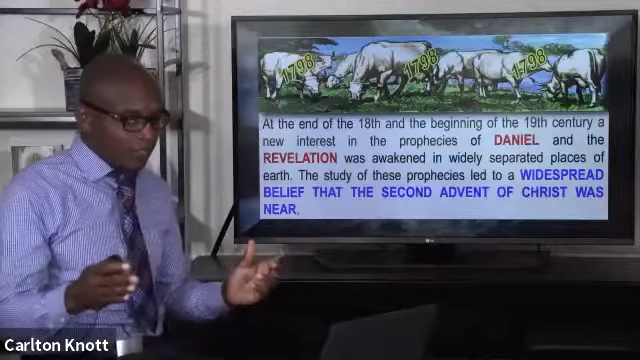 1798
1798
1798
At the end of the 18th and the beginning of the 19th century a
new interest in the prophecies of DANIEL and the
REVELATION was awakened in widely separated places of
earth. The study of these prophecies led to a WIDESPREAD
BELIEF THAT THE SECOND ADVENT OF CHRIST WAS
NEAR.
LG
Carlton Knott